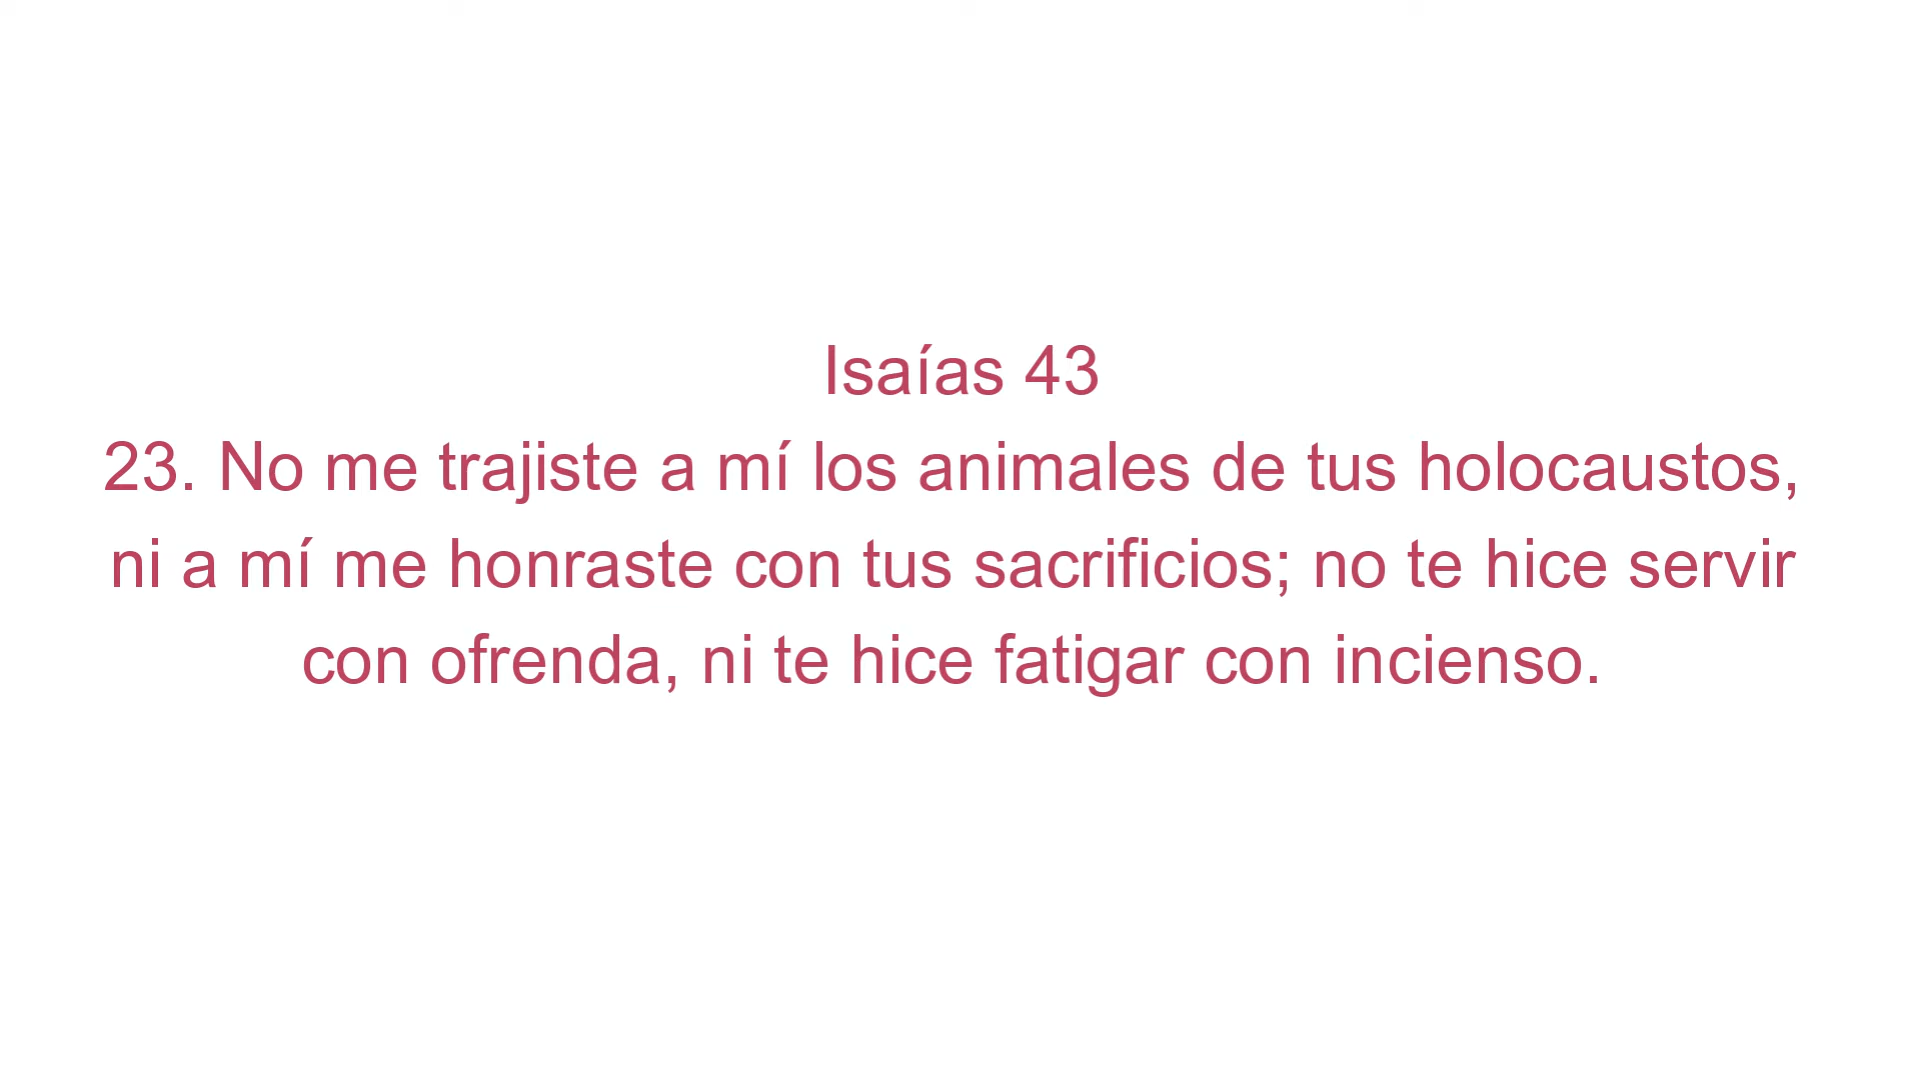 Isaías 43
23. No me trajiste a mí los animales de tus holocaustos,
ni a mí me honraste con tus sacrificios; no te hice servir
con ofrenda, ni te hice fatigar con incienso.